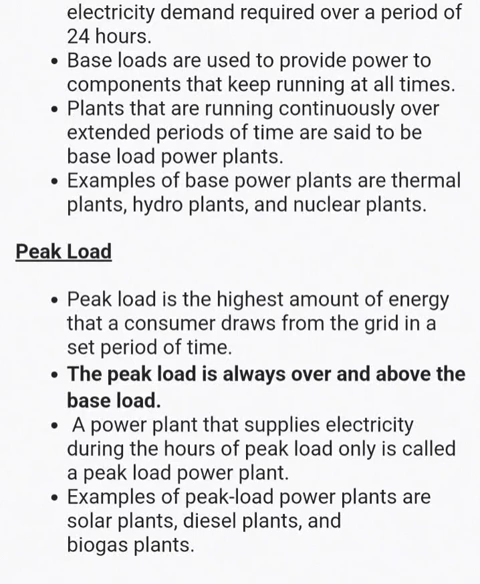 electricity demand required over a period of
24 hours.
• Base loads are used to provide power to
components that keep running at all times.
• Plants that are running continuously over
extended periods of time are said to be
base load power plants.
• Examples of base power plants are thermal
plants, hydro plants, and nuclear plants.
Peak Load
• Peak load is the highest amount of energy
that a consumer draws from the grid in a
set period of time.
• The peak load is always over and above the
base load.
• A power plant that supplies electricity
during the hours of peak load only is called
a peak load power plant.
• Examples of peak-load power plants are
solar plants, diesel plants, and
biogas plants.